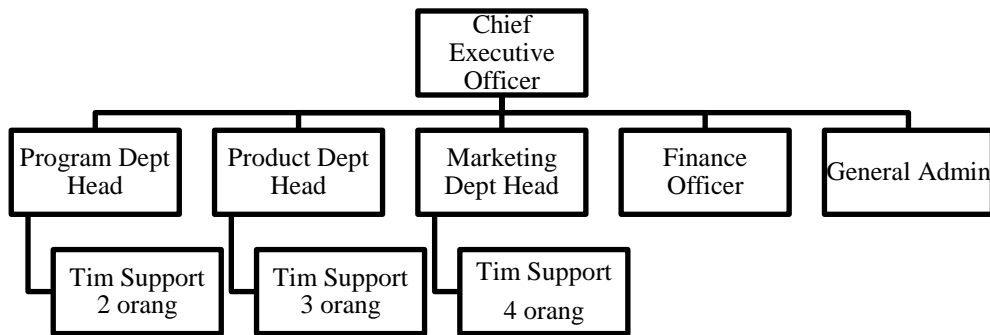 Chief
Executive
Officer
Program Dept
Head
Product Dept
Head
Marketing
Dept Head
Finance
Officer
General Admin
Tim Support
2 orang
Tim Support
3 orang
Tim Support
4 orang